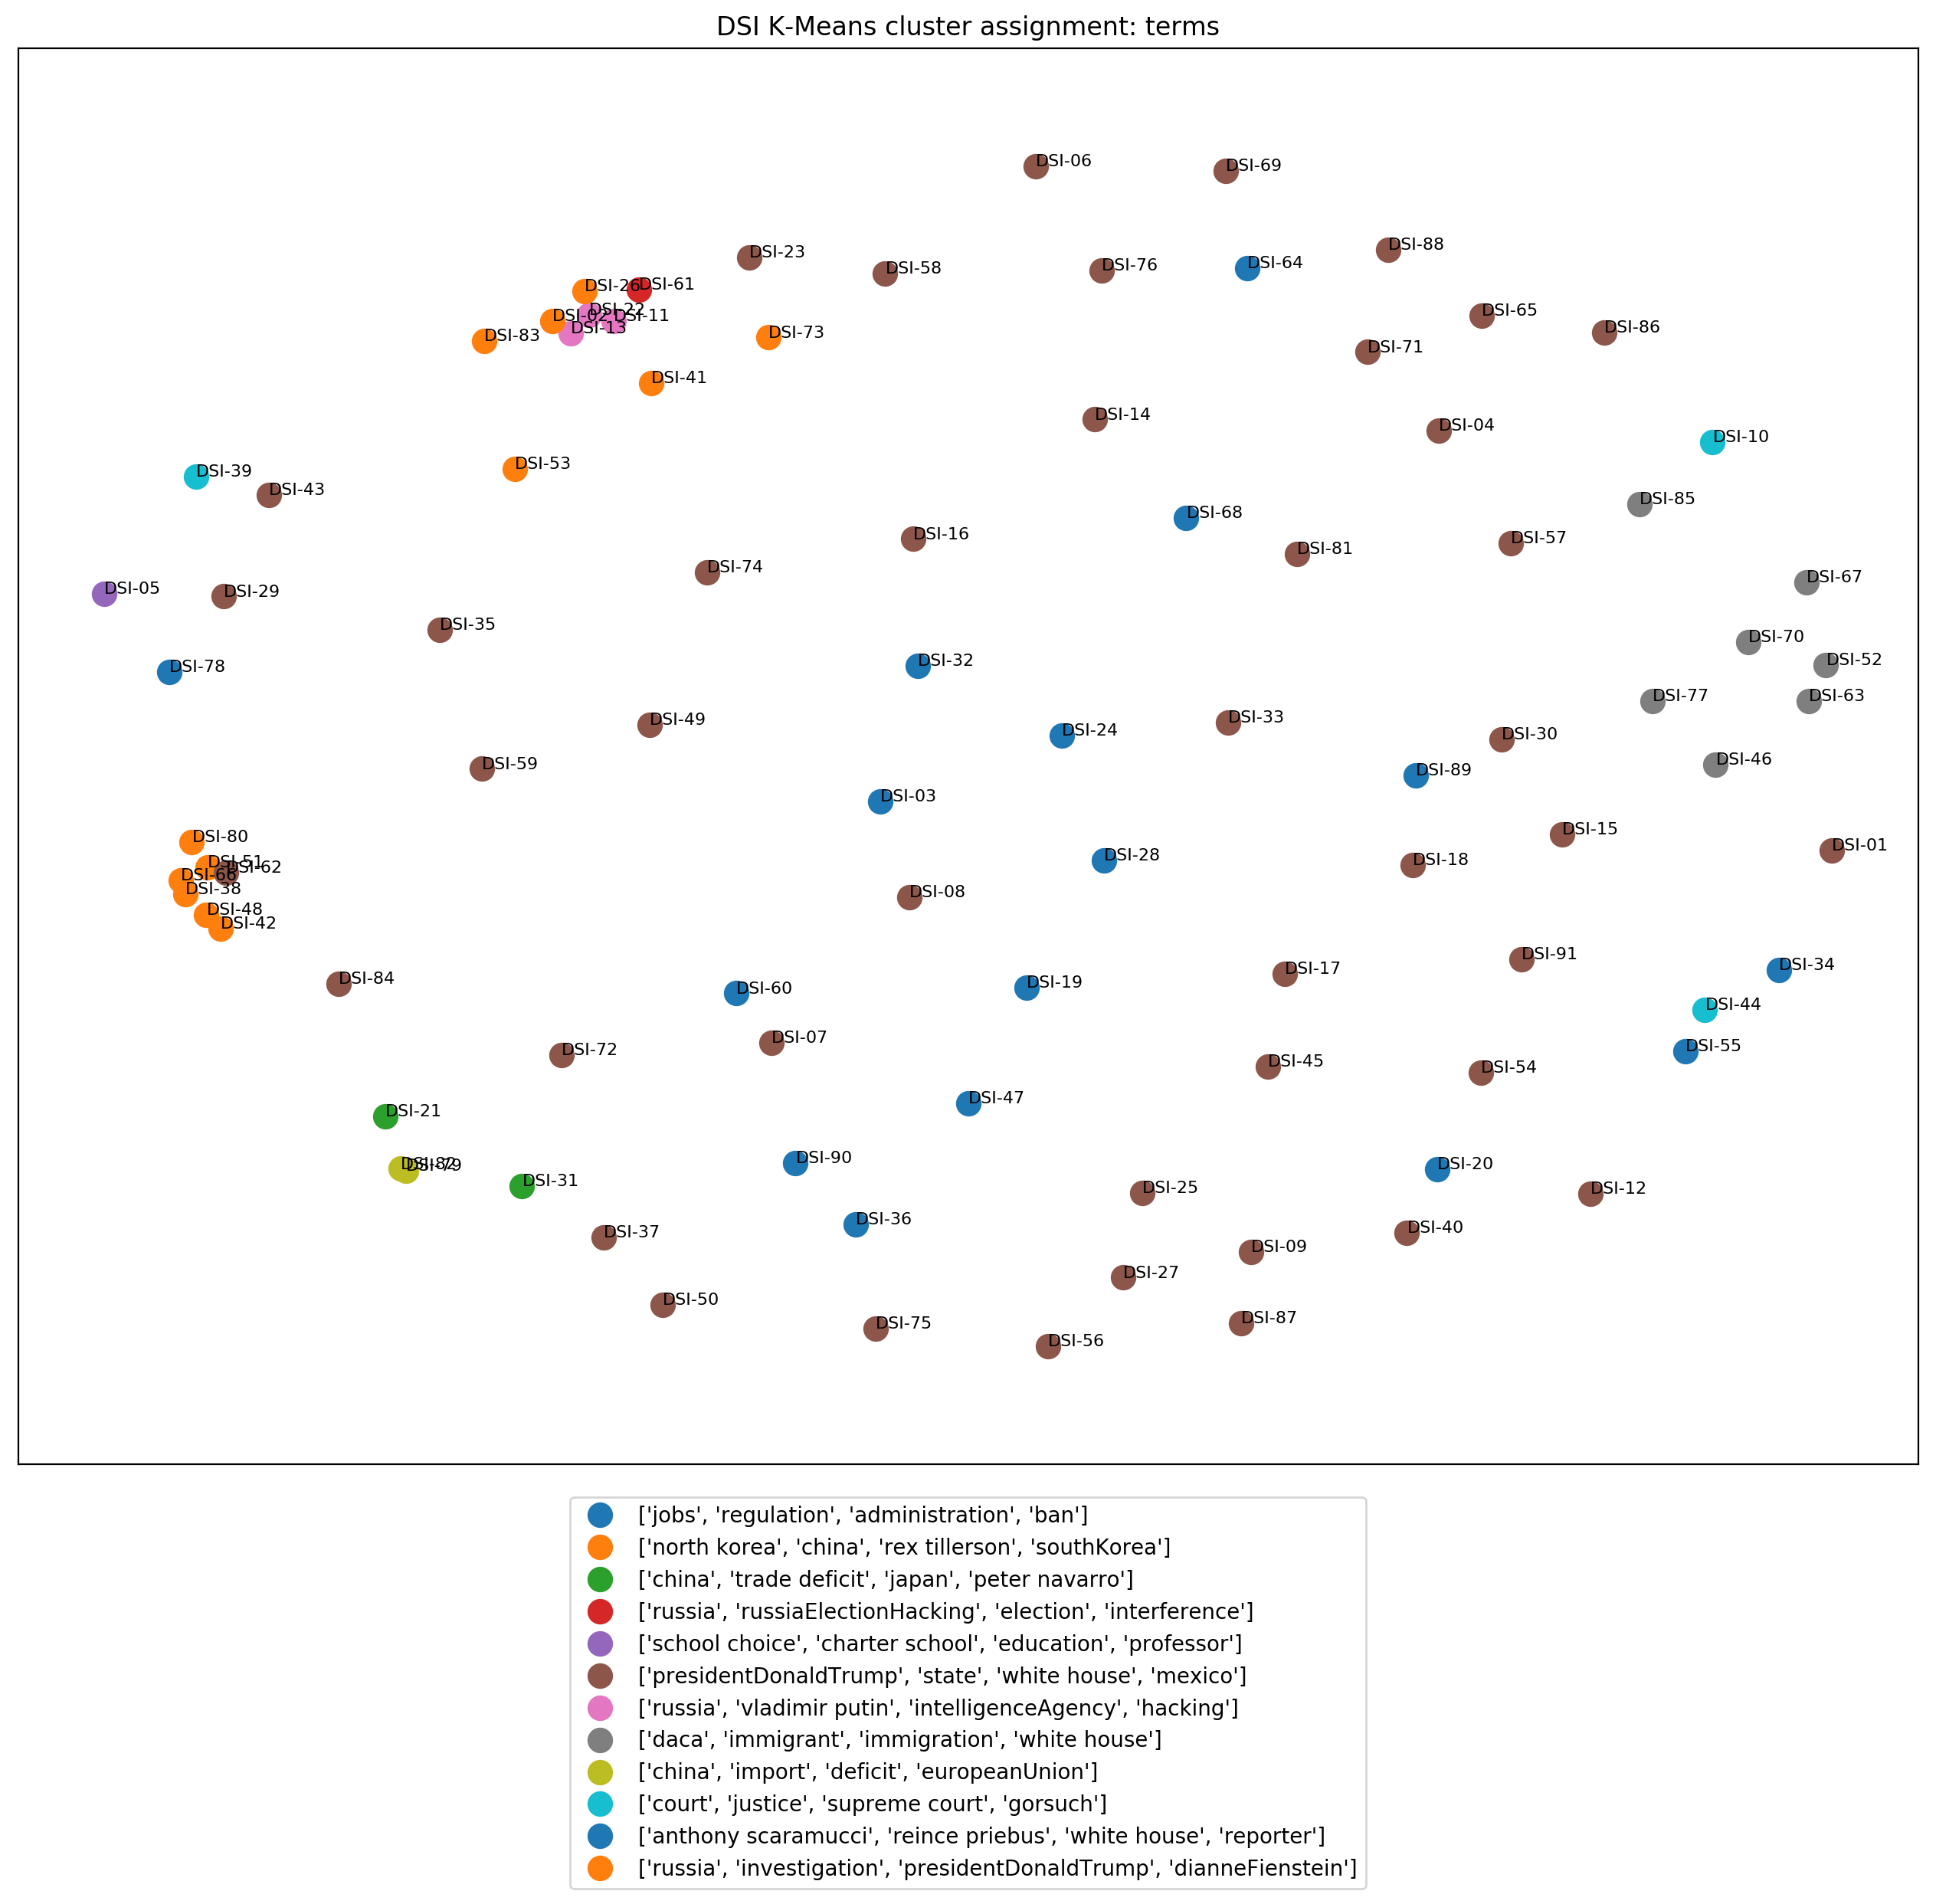 DSI K-Means cluster assignment: terms
DSI-06
DSI-69
DSI-88
DSI-23
DSI-58
DSI-76
DSI-64
DSI-26
DSI-61
DSI-22
DSI-02
DSI-11
DSI-13
DSI-83
DSI-73
DSI-65
DSI-86
DSI-71
DSI-41
DSI-14
DSI-04
DSI-10
DSI-53
DSI-39
DSI-43
DSI-85
DSI-68
DSI-16
DSI-57
DSI-81
DSI-74
DSI-67
DSI-05
DSI-29
DSI-35
DSI-70
DSI-78
DSI-32
DSI-52
DSI-77
DSI-63
DSI-49
DSI-24
DSI-33
DSI-30
DSI-59
DSI-89
DSI-46
DSI-03
DSI-80
DSI-15
DSI-01
DSI-51
DSI-62
DSI-66
DSI-38
DSI-28
DSI-18
DSI-08
DSI-48
DSI-42
DSI-84
DSI-60
DSI-19
DSI-17
DSI-91
DSI-34
DSI-44
DSI-72
DSI-07
DSI-45
DSI-54
DSI-55
DSI-21
DSI-47
DSI-82
DSI-79
DSI-31
DSI-90
DSI-25
DSI-20
DSI-12
DSI-37
DSI-36
DSI-09
DSI-40
DSI-27
DSI-50
DSI-75
DSI-56
DSI-87
['jobs', 'regulation', 'administration', 'ban']
['north korea', 'china', 'rex tillerson', 'southKorea']
['china', 'trade deficit', 'japan', 'peter navarro']
['russia', 'russiaElectionHacking', 'election', 'interference']
['school choice', 'charter school', 'education', 'professor']
['presidentDonaldTrump', 'state', 'white house', 'mexico']
['russia', 'vladimir putin', 'intelligenceAgency', 'hacking']
['daca', 'immigrant', 'immigration', 'white house']
['china', 'import', 'deficit', 'europeanUnion']
['court', 'justice', 'supreme court', 'gorsuch']
['anthony scaramucci', 'reince priebus', 'white house', 'reporter']
['russia', 'investigation', 'presidentDonaldTrump', 'dianneFienstein']